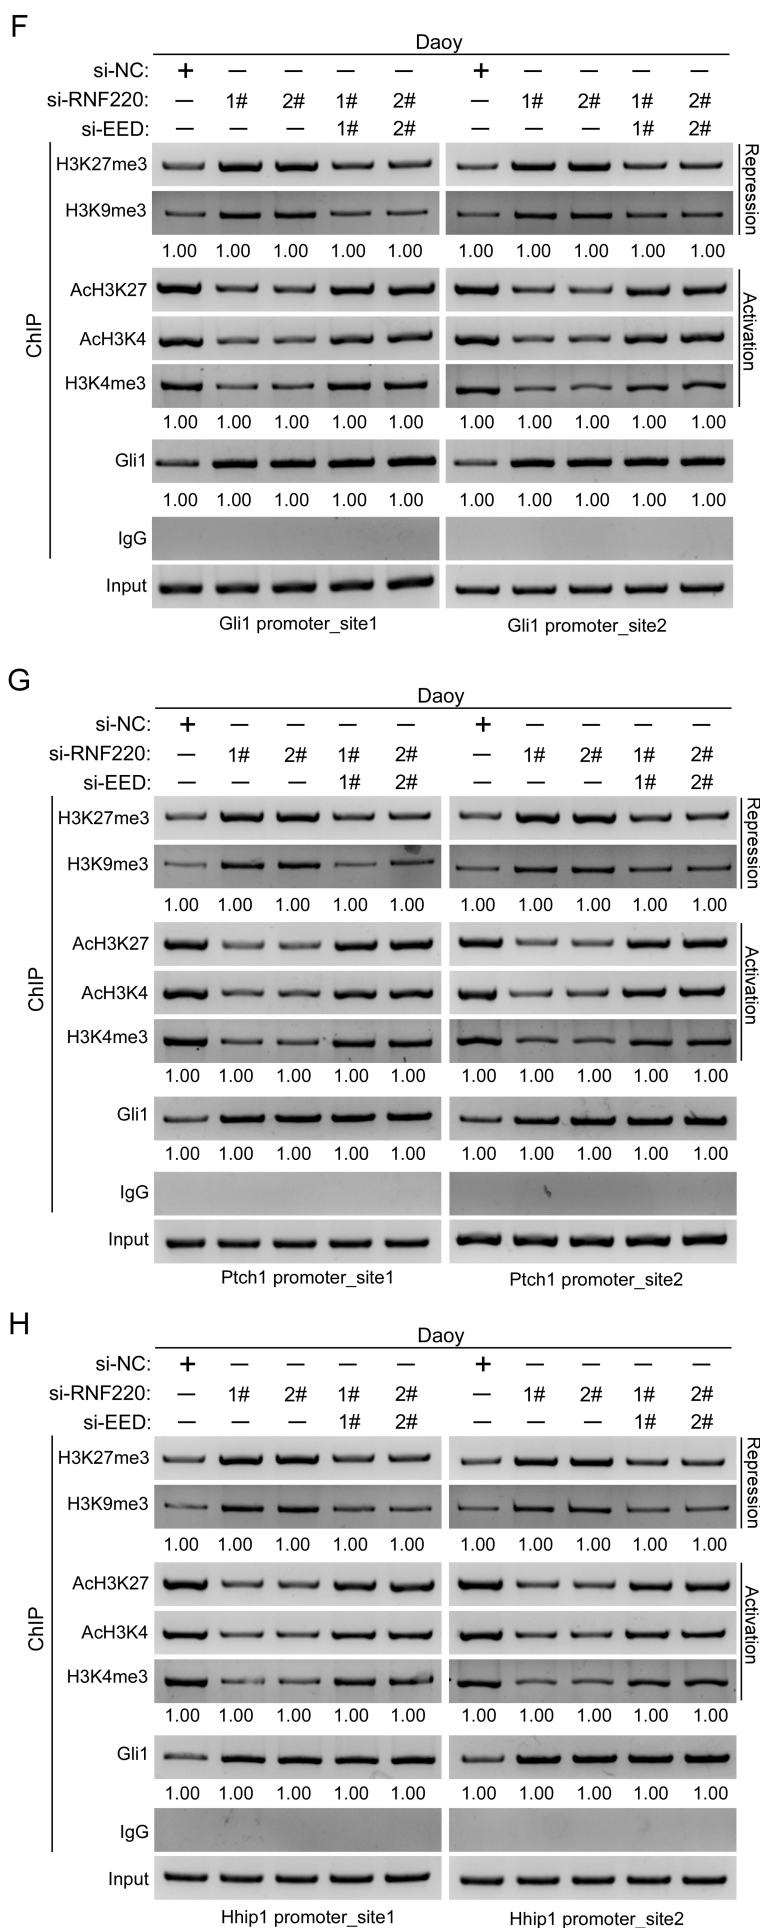 F
Daoy
si-NC: + — — — — + — — — —
si-RNF220: — 1# 2# 1# 2# — 1# 2# 1# 2#
si-EED: — — — 1# 2# — — — 1# 2#
H3K27me3
H3K9me3
Repression
1.00 1.00 1.00 1.00 1.00 1.00 1.00 1.00 1.00 1.00
ChIP
AcH3K27
AcH3K4
H3K4me3
Activation
1.00 1.00 1.00 1.00 1.00 1.00 1.00 1.00 1.00 1.00
Gli1
1.00 1.00 1.00 1.00 1.00 1.00 1.00 1.00 1.00 1.00
IgG
Input
Gli1 promoter_site1 Gli1 promoter_site2
G
Daoy
si-NC: + — — — — + — — — —
si-RNF220: — 1# 2# 1# 2# — 1# 2# 1# 2#
si-EED: — — — 1# 2# — — — 1# 2#
H3K27me3
H3K9me3
Repression
1.00 1.00 1.00 1.00 1.00 1.00 1.00 1.00 1.00 1.00
ChIP
AcH3K27
AcH3K4
H3K4me3
Activation
1.00 1.00 1.00 1.00 1.00 1.00 1.00 1.00 1.00 1.00
Gli1
1.00 1.00 1.00 1.00 1.00 1.00 1.00 1.00 1.00 1.00
IgG
Input
Ptch1 promoter_site1 Ptch1 promoter_site2
H
Daoy
si-NC: + — — — — + — — — —
si-RNF220: — 1# 2# 1# 2# — 1# 2# 1# 2#
si-EED: — — — 1# 2# — — — 1# 2#
H3K27me3
H3K9me3
Repression
1.00 1.00 1.00 1.00 1.00 1.00 1.00 1.00 1.00 1.00
ChIP
AcH3K27
AcH3K4
H3K4me3
Activation
1.00 1.00 1.00 1.00 1.00 1.00 1.00 1.00 1.00 1.00
Gli1
1.00 1.00 1.00 1.00 1.00 1.00 1.00 1.00 1.00 1.00
IgG
Input
Hhip1 promoter_site1 Hhip1 promoter_site2